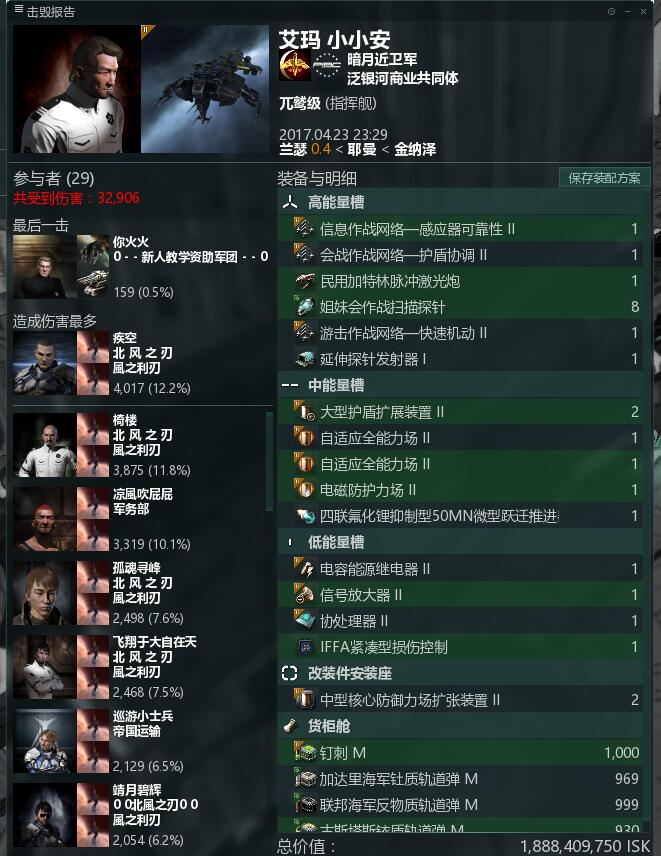 击毁报告
艾玛 小小安
暗月近卫军
泛银河商业共同体
兀鹫级 (指挥舰)
2017.04.23 23:29
兰瑟 0.4 < 耶曼 < 金纳泽
参与者 (29)
共受到伤害：32,906
最后一击
你火火
0 - - 新人教学资助军团 - - 0
159 (0.5%)
造成伤害最多
疾空
北 风 之 刃
風之利刃
4,017 (12.2%)
椅楼
北 风 之 刃
風之利刃
3,875 (11.8%)
凉風吹屁屁
军务部
3,319 (10.1%)
孤魂寻峰
北 风 之 刃
風之利刃
2,498 (7.6%)
飞翔于大自在天
北 风 之 刃
風之利刃
2,468 (7.5%)
巡游小士兵
帝国运输
2,129 (6.5%)
靖月碧辉
0 0北風之刃0 0
風之利刃
2,054 (6.2%)
装备与明细
保存装配方案
高能量槽
信息作战网络—感应器可靠性 II 1
会战作战网络—护盾协调 II 1
民用加特林脉冲激光炮 1
姐妹会作战扫描探针 8
游击作战网络—快速机动 II 1
延伸探针发射器 I 1
中能量槽
大型护盾扩展装置 II 2
自适应全能力场 II 1
自适应全能力场 II 1
电磁防护力场 II 1
四联氟化锂抑制型50MN微型跃迁推进 1
低能量槽
电容能源继电器 II 1
信号放大器 II 1
协处理器 II 1
IFFA紧凑型损伤控制 1
改装件安装座
中型核心防御力场扩张装置 II 2
货柜舱
钉刺 M 1,000
加达里海军钍质轨道弹 M 969
联邦海军反物质轨道弹 M 999
古斯塔斯铱质轨道弹 M 930
总价值： 1,888,409,750 ISK